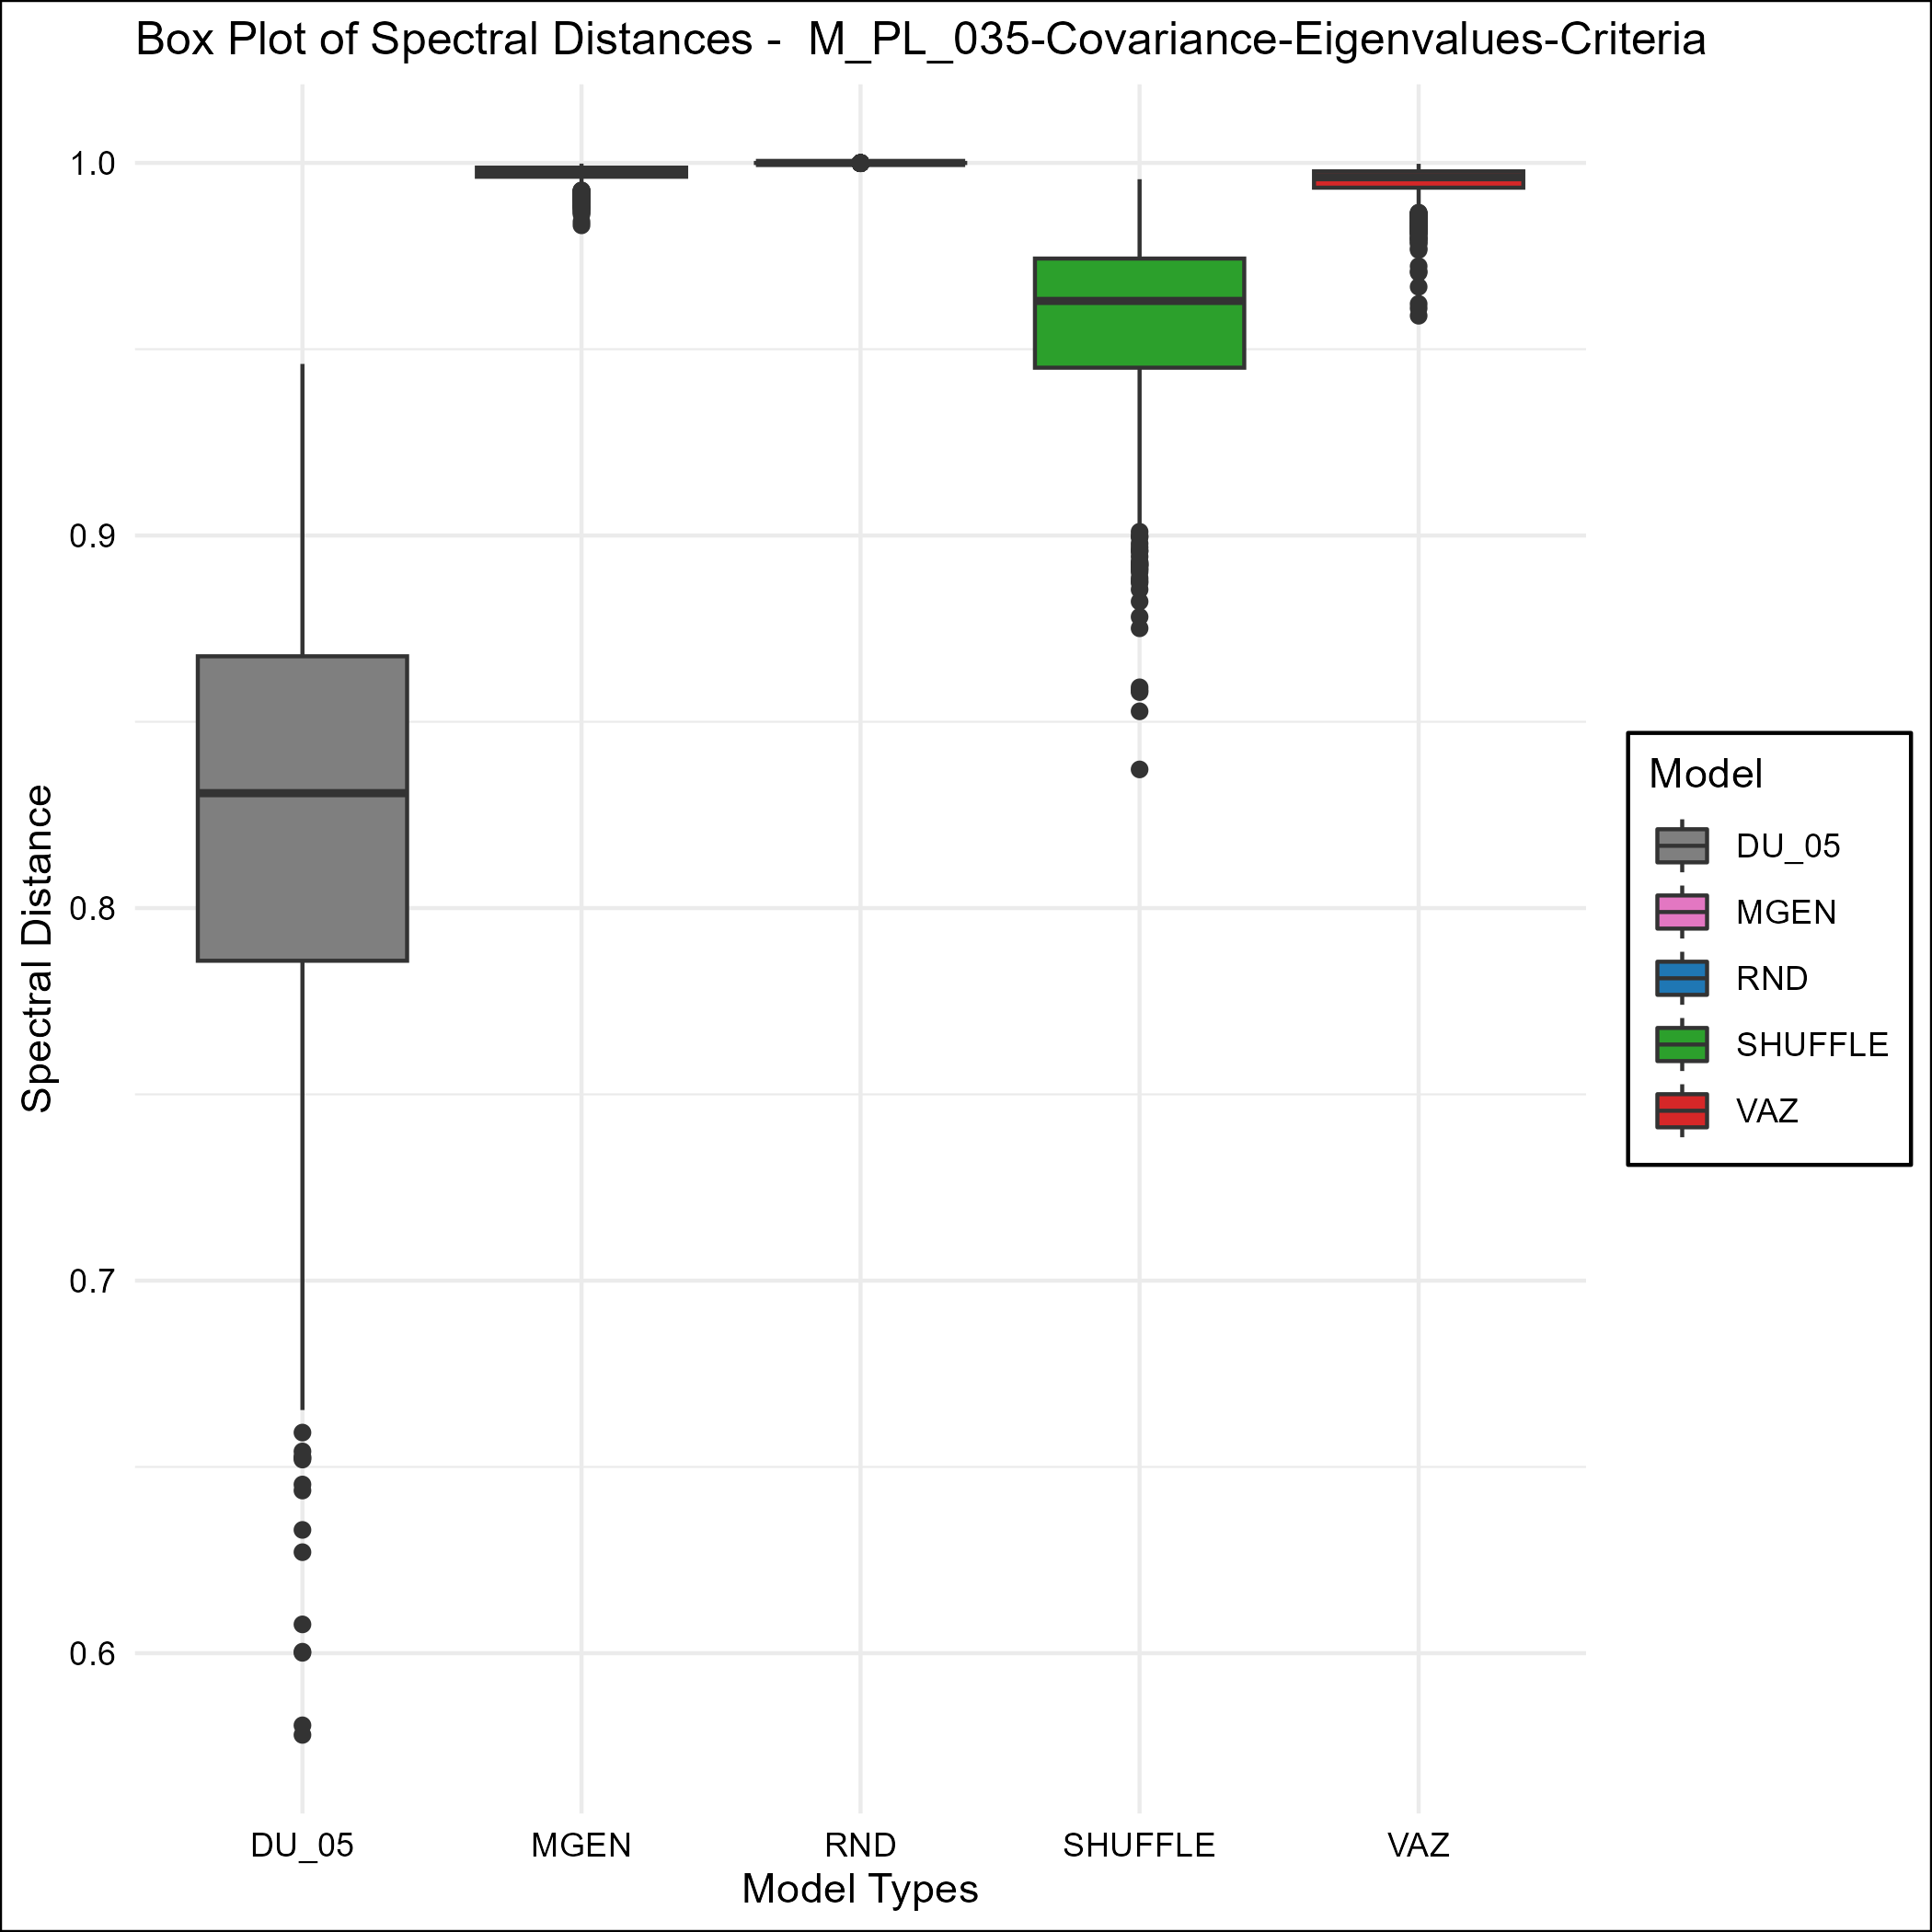 Box Plot of Spectral Distances -  M_PL_035-Covariance-Eigenvalues-Criteria
Spectral Distance
1.0
0.9
0.8
0.7
0.6
DU_05
MGEN
RND
SHUFFLE
VAZ
Model Types
Model
DU_05
MGEN
RND
SHUFFLE
VAZ